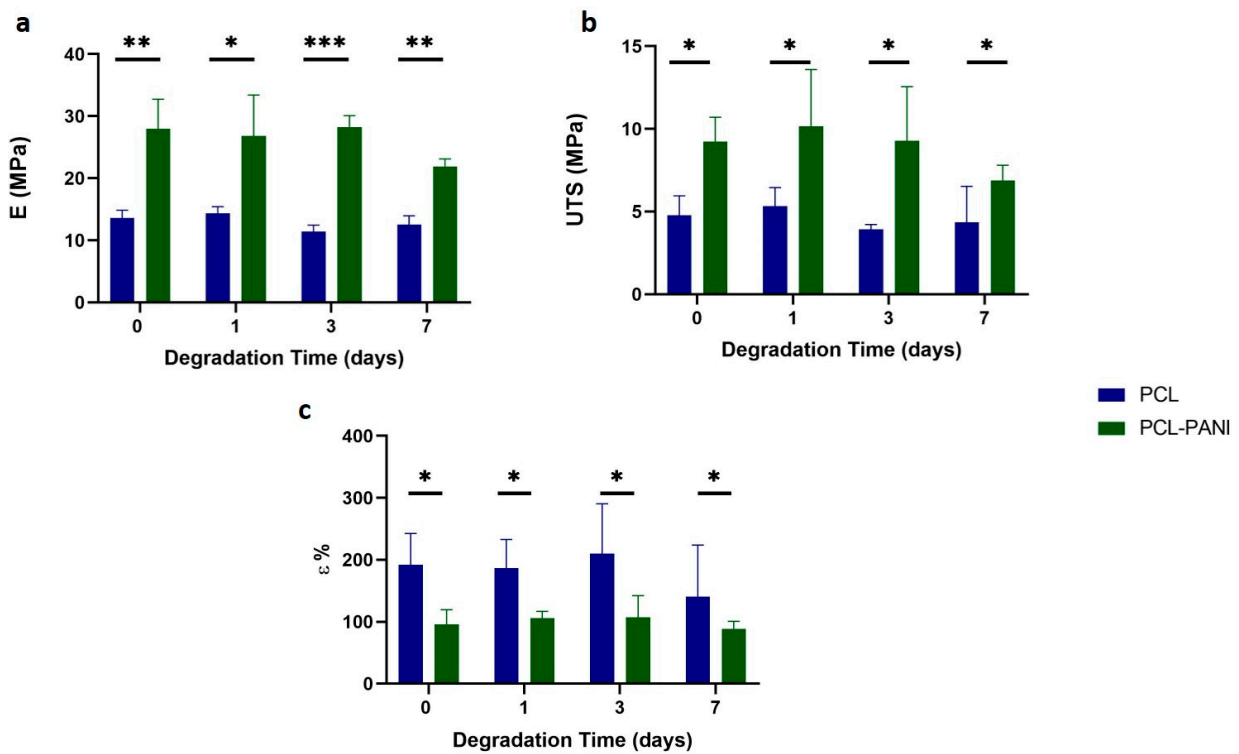 a
** * *** **
40
30
20
10
0
E (MPa)
0 1 3 7
Degradation Time (days)
b
* * * *
15
10
5
0
UTS (MPa)
0 1 3 7
Degradation Time (days)
c
* * * *
400
300
200
100
0
ε %
0 1 3 7
Degradation Time (days)
PCL
PCL-PANI